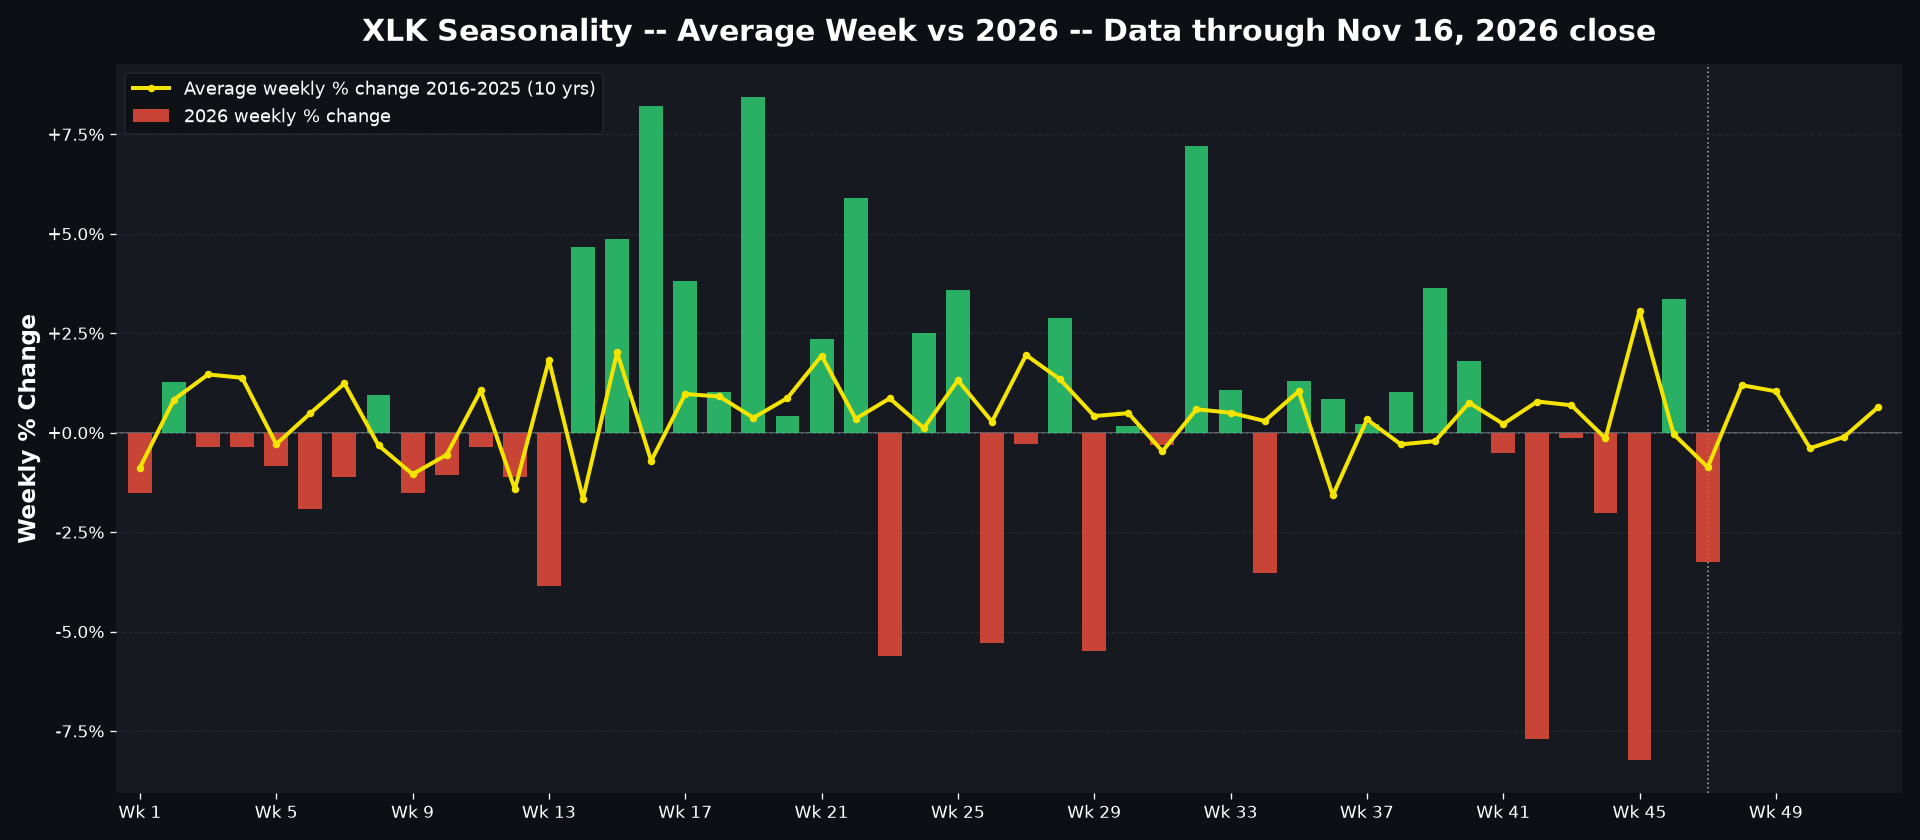 XLK Seasonality -- Average Week vs 2026 -- Data through Nov 16, 2026 close
Average weekly % change 2016-2025 (10 yrs)
2026 weekly % change
Weekly % Change
+7.5%
+5.0%
+2.5%
+0.0%
-2.5%
-5.0%
-7.5%
Wk 1 Wk 5 Wk 9 Wk 13 Wk 17 Wk 21 Wk 25 Wk 29 Wk 33 Wk 37 Wk 41 Wk 45 Wk 49